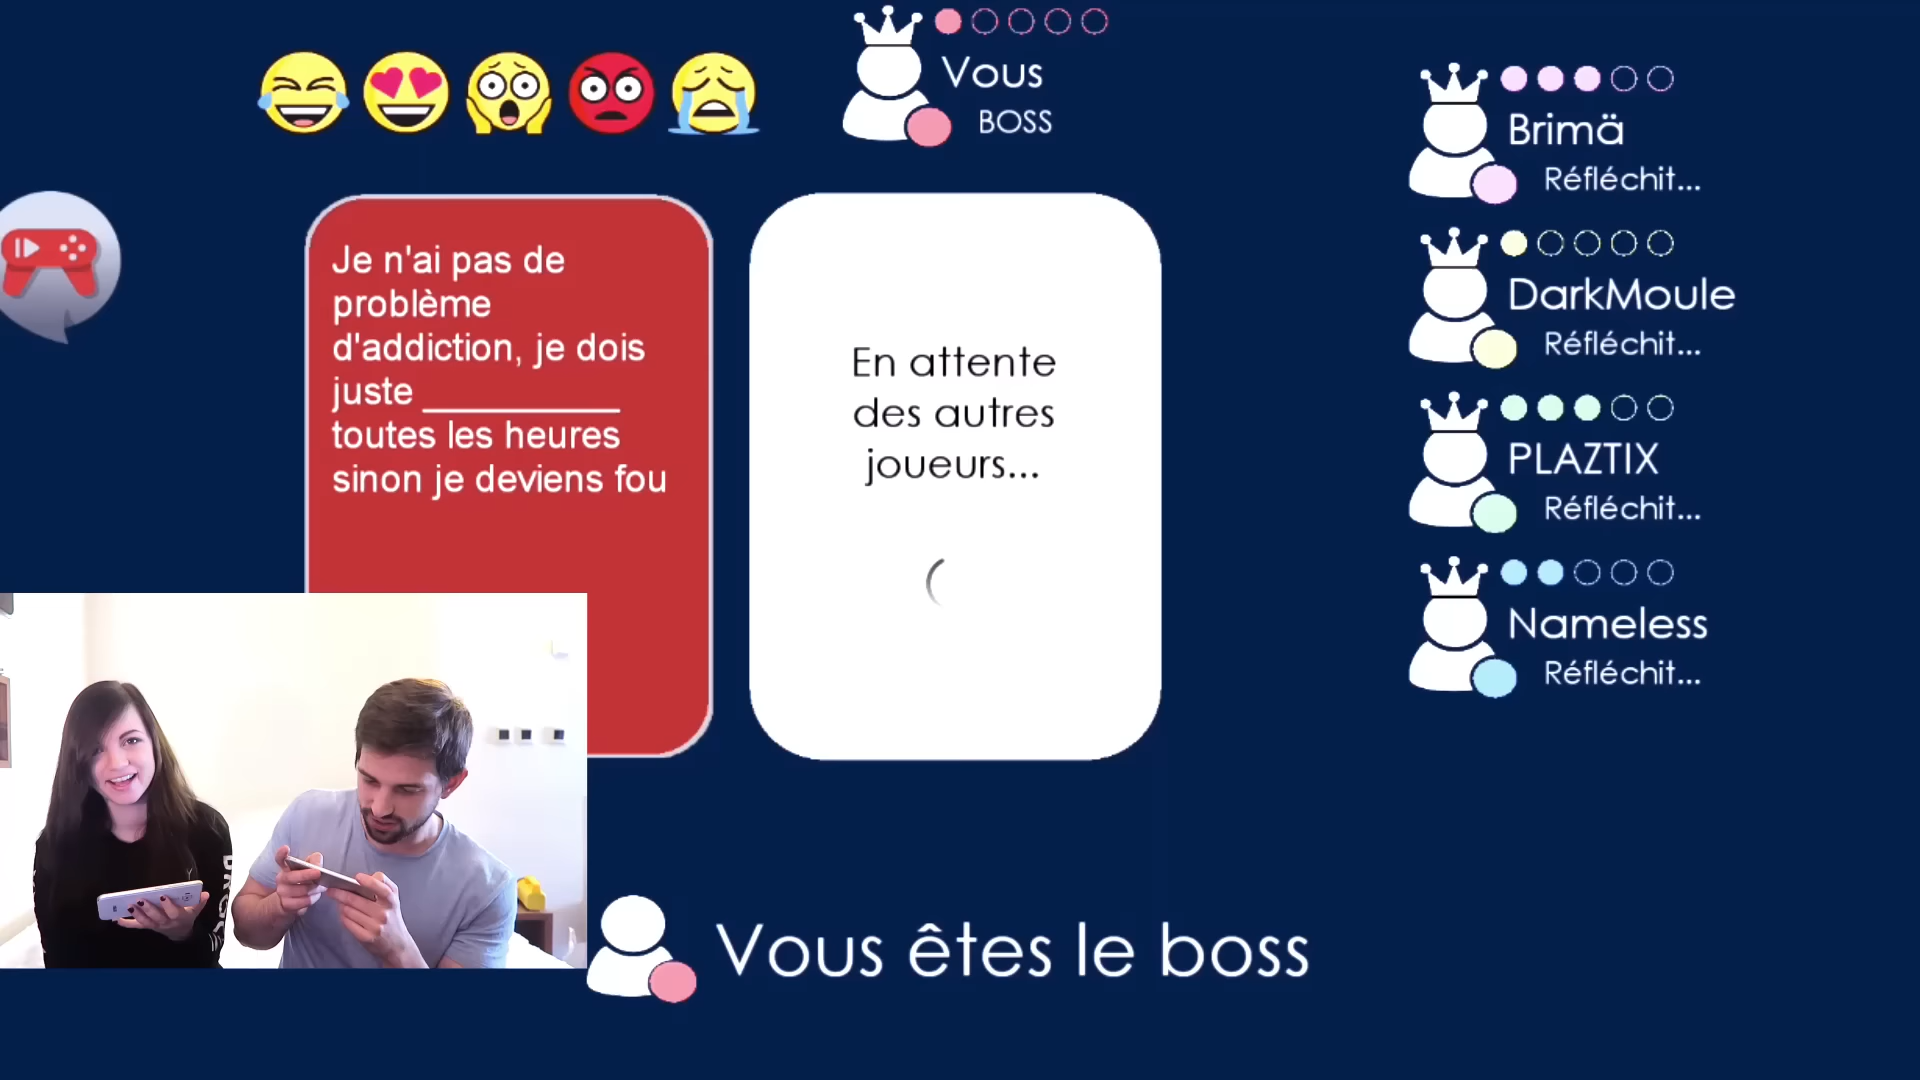 Vous
BOSS
Brimä
Réfléchit...
DarkMoule
Réfléchit...
PLAZTIX
Réfléchit...
Nameless
Réfléchit...
Je n'ai pas de
problème
d'addiction, je dois
juste __________
toutes les heures
sinon je deviens fou
En attente
des autres
joueurs...
Vous êtes le boss